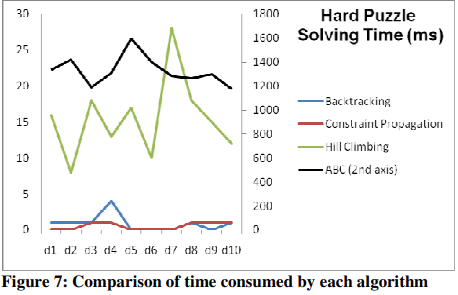 Hard Puzzle
Solving Time (ms)
30
25
20
15
10
5
0
1800
1600
1400
1200
1000
800
600
400
200
0
Backtracking
Constraint Propagation
Hill Climbing
ABC (2nd axis)
d1 d2 d3 d4 d5 d6 d7 d8 d9 d10
Figure 7: Comparison of time consumed by each algorithm